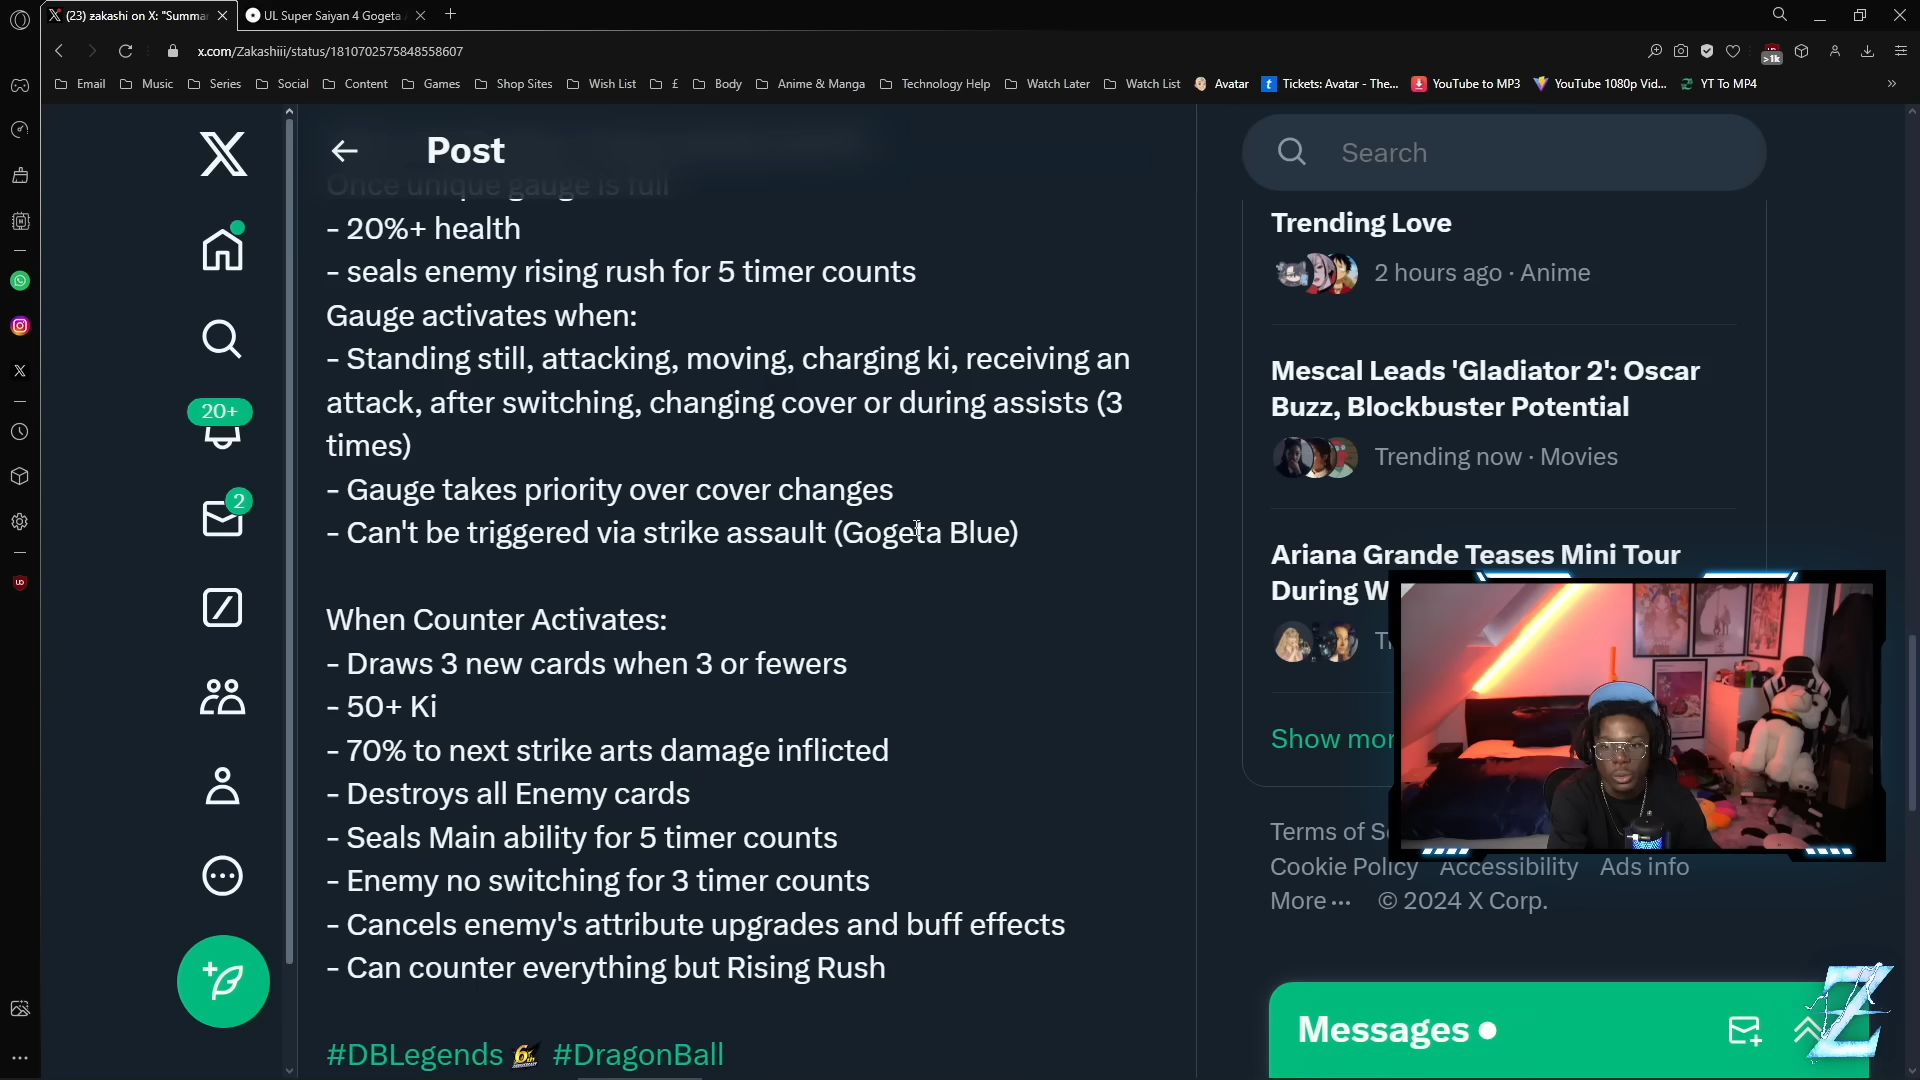 (23) zakashi on X: "Summar
UL Super Saiyan 4 Gogeta
x.com/Zakashiii/status/1810702575848558607
>1k
Email
Music
Series
Social
Content
Games
Shop Sites
Wish List
£
Body
Anime & Manga
Technology Help
Watch Later
Watch List
Avatar
Tickets: Avatar - The...
YouTube to MP3
YouTube 1080p Vid...
YT To MP4
Post
Search
Once unique gauge is full
- 20%+ health
- seals enemy rising rush for 5 timer counts
Gauge activates when:
- Standing still, attacking, moving, charging ki, receiving an
attack, after switching, changing cover or during assists (3
times)
- Gauge takes priority over cover changes
- Can't be triggered via strike assault (Gogeta Blue)
When Counter Activates:
- Draws 3 new cards when 3 or fewers
- 50+ Ki
- 70% to next strike arts damage inflicted
- Destroys all Enemy cards
- Seals Main ability for 5 timer counts
- Enemy no switching for 3 timer counts
- Cancels enemy's attribute upgrades and buff effects
- Can counter everything but Rising Rush
#DBLegends #DragonBall
20+
2
Trending Love
2 hours ago · Anime
Mescal Leads 'Gladiator 2': Oscar
Buzz, Blockbuster Potential
Trending now · Movies
Ariana Grande Teases Mini Tour
During W
Show mor
Terms of Se
Cookie Policy Accessibility Ads info
More ··· © 2024 X Corp.
Messages
Z